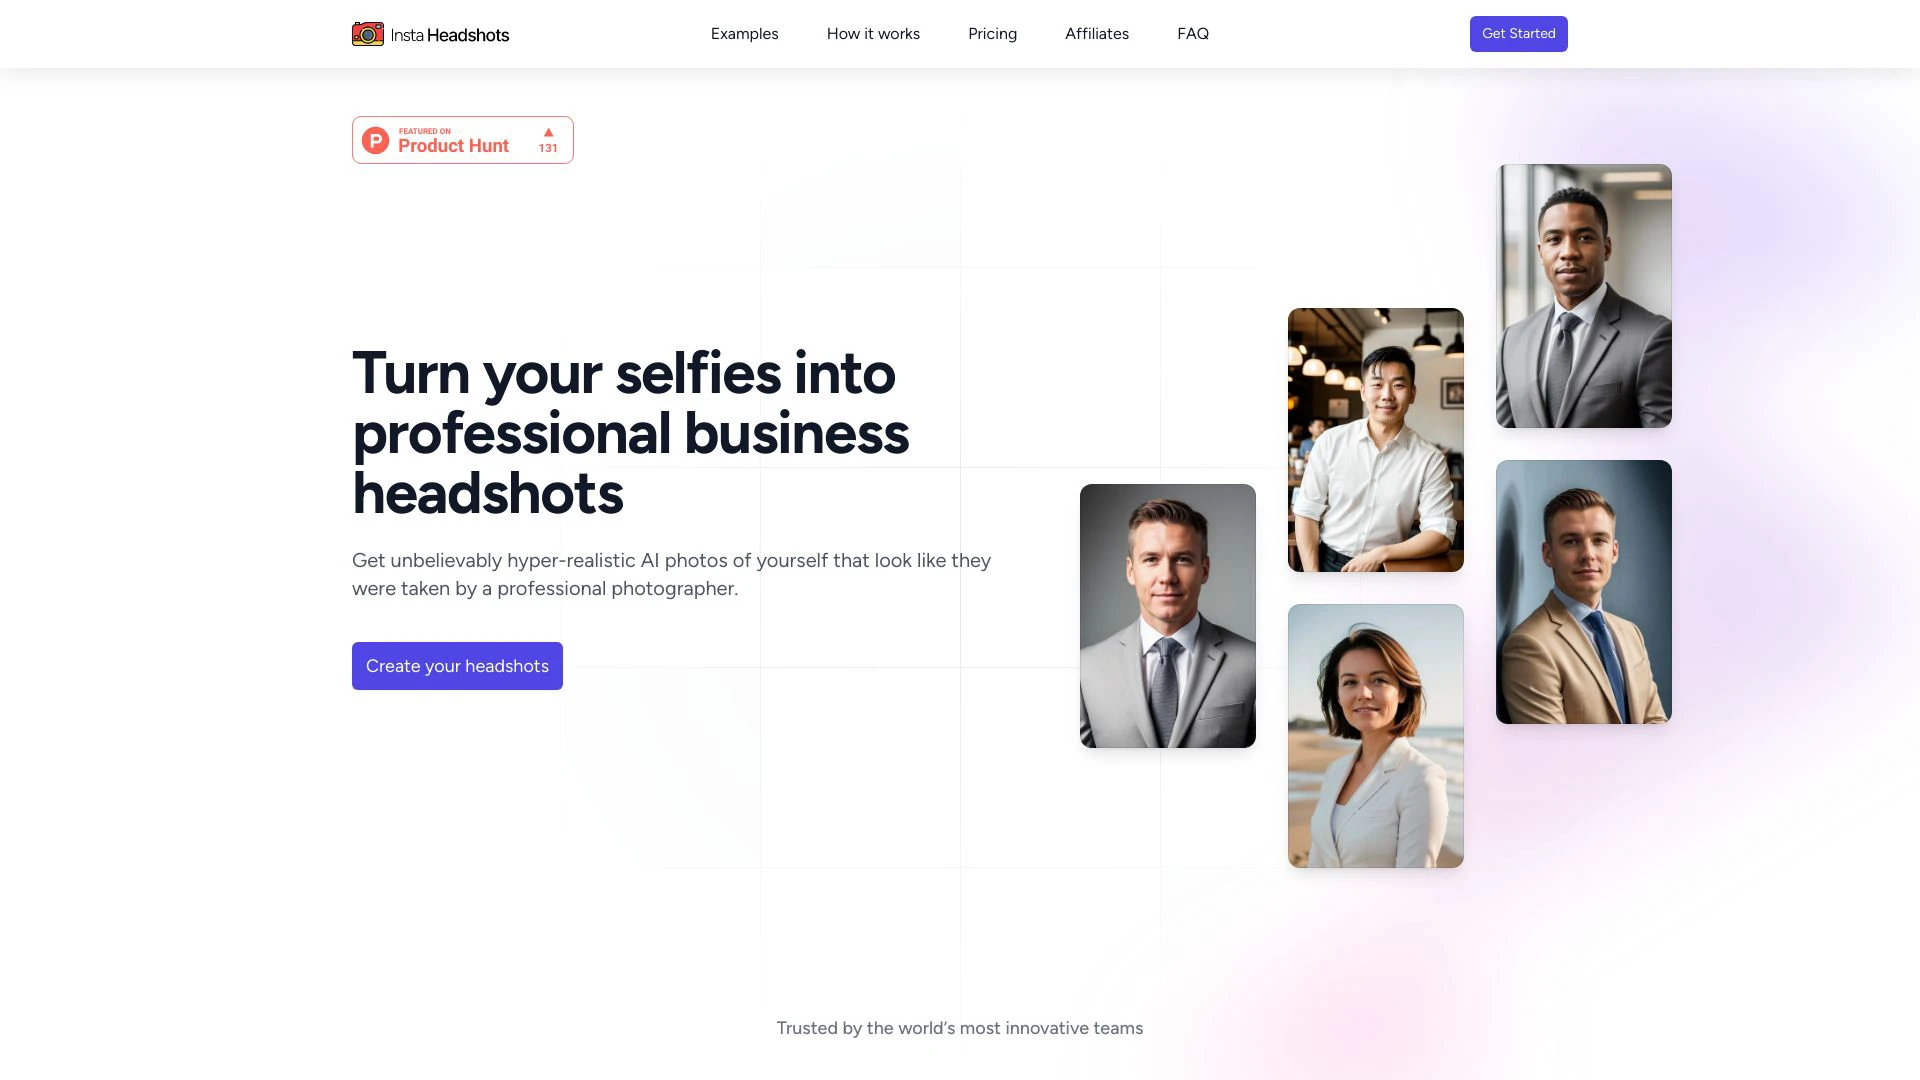 Insta Headshots
Examples
How it works
Pricing
Affiliates
FAQ
Get Started
P
FEATURED ON
Product Hunt
▲
131
Turn your selfies into
professional business
headshots
Get unbelievably hyper-realistic AI photos of yourself that look like they
were taken by a professional photographer.
Create your headshots
Trusted by the world’s most innovative teams